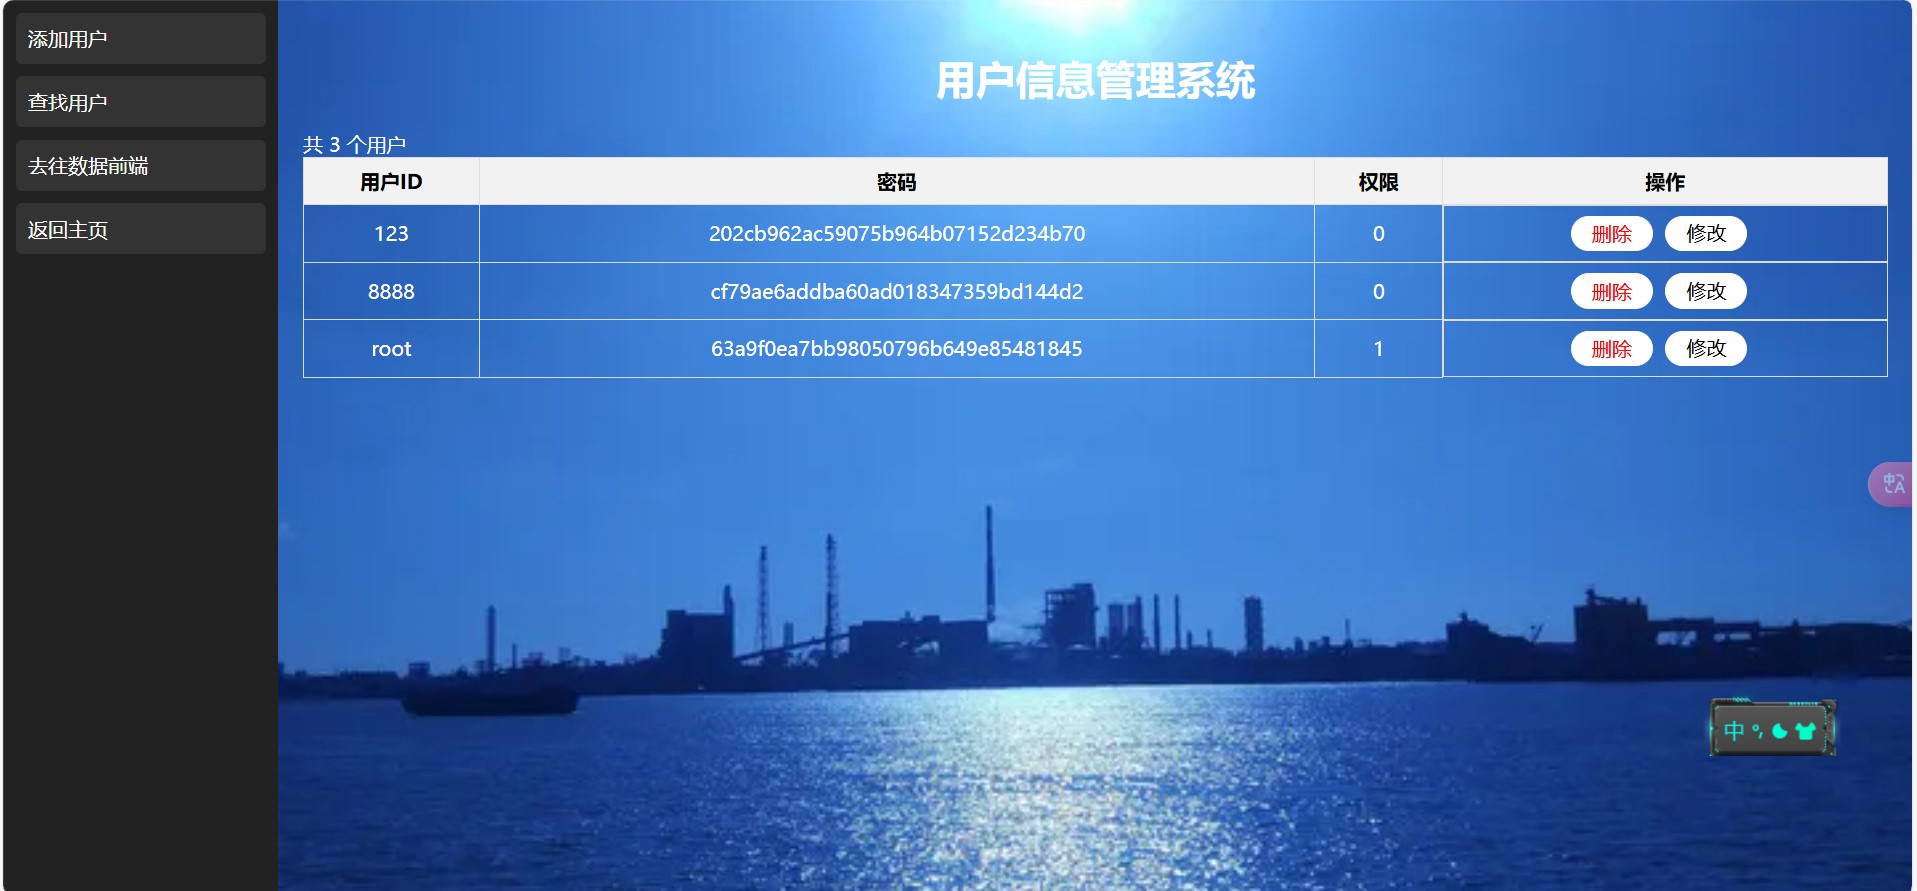 添加用户
查找用户
去往数据前端
返回主页
用户信息管理系统
共 3 个用户
用户ID 密码 权限 操作
123 202cb962ac59075b964b07152d234b70 0 删除 修改
8888 cf79ae6addba60ad018347359bd144d2 0 删除 修改
root 63a9f0ea7bb98050796b649e85481845 1 删除 修改
中A
中 °,